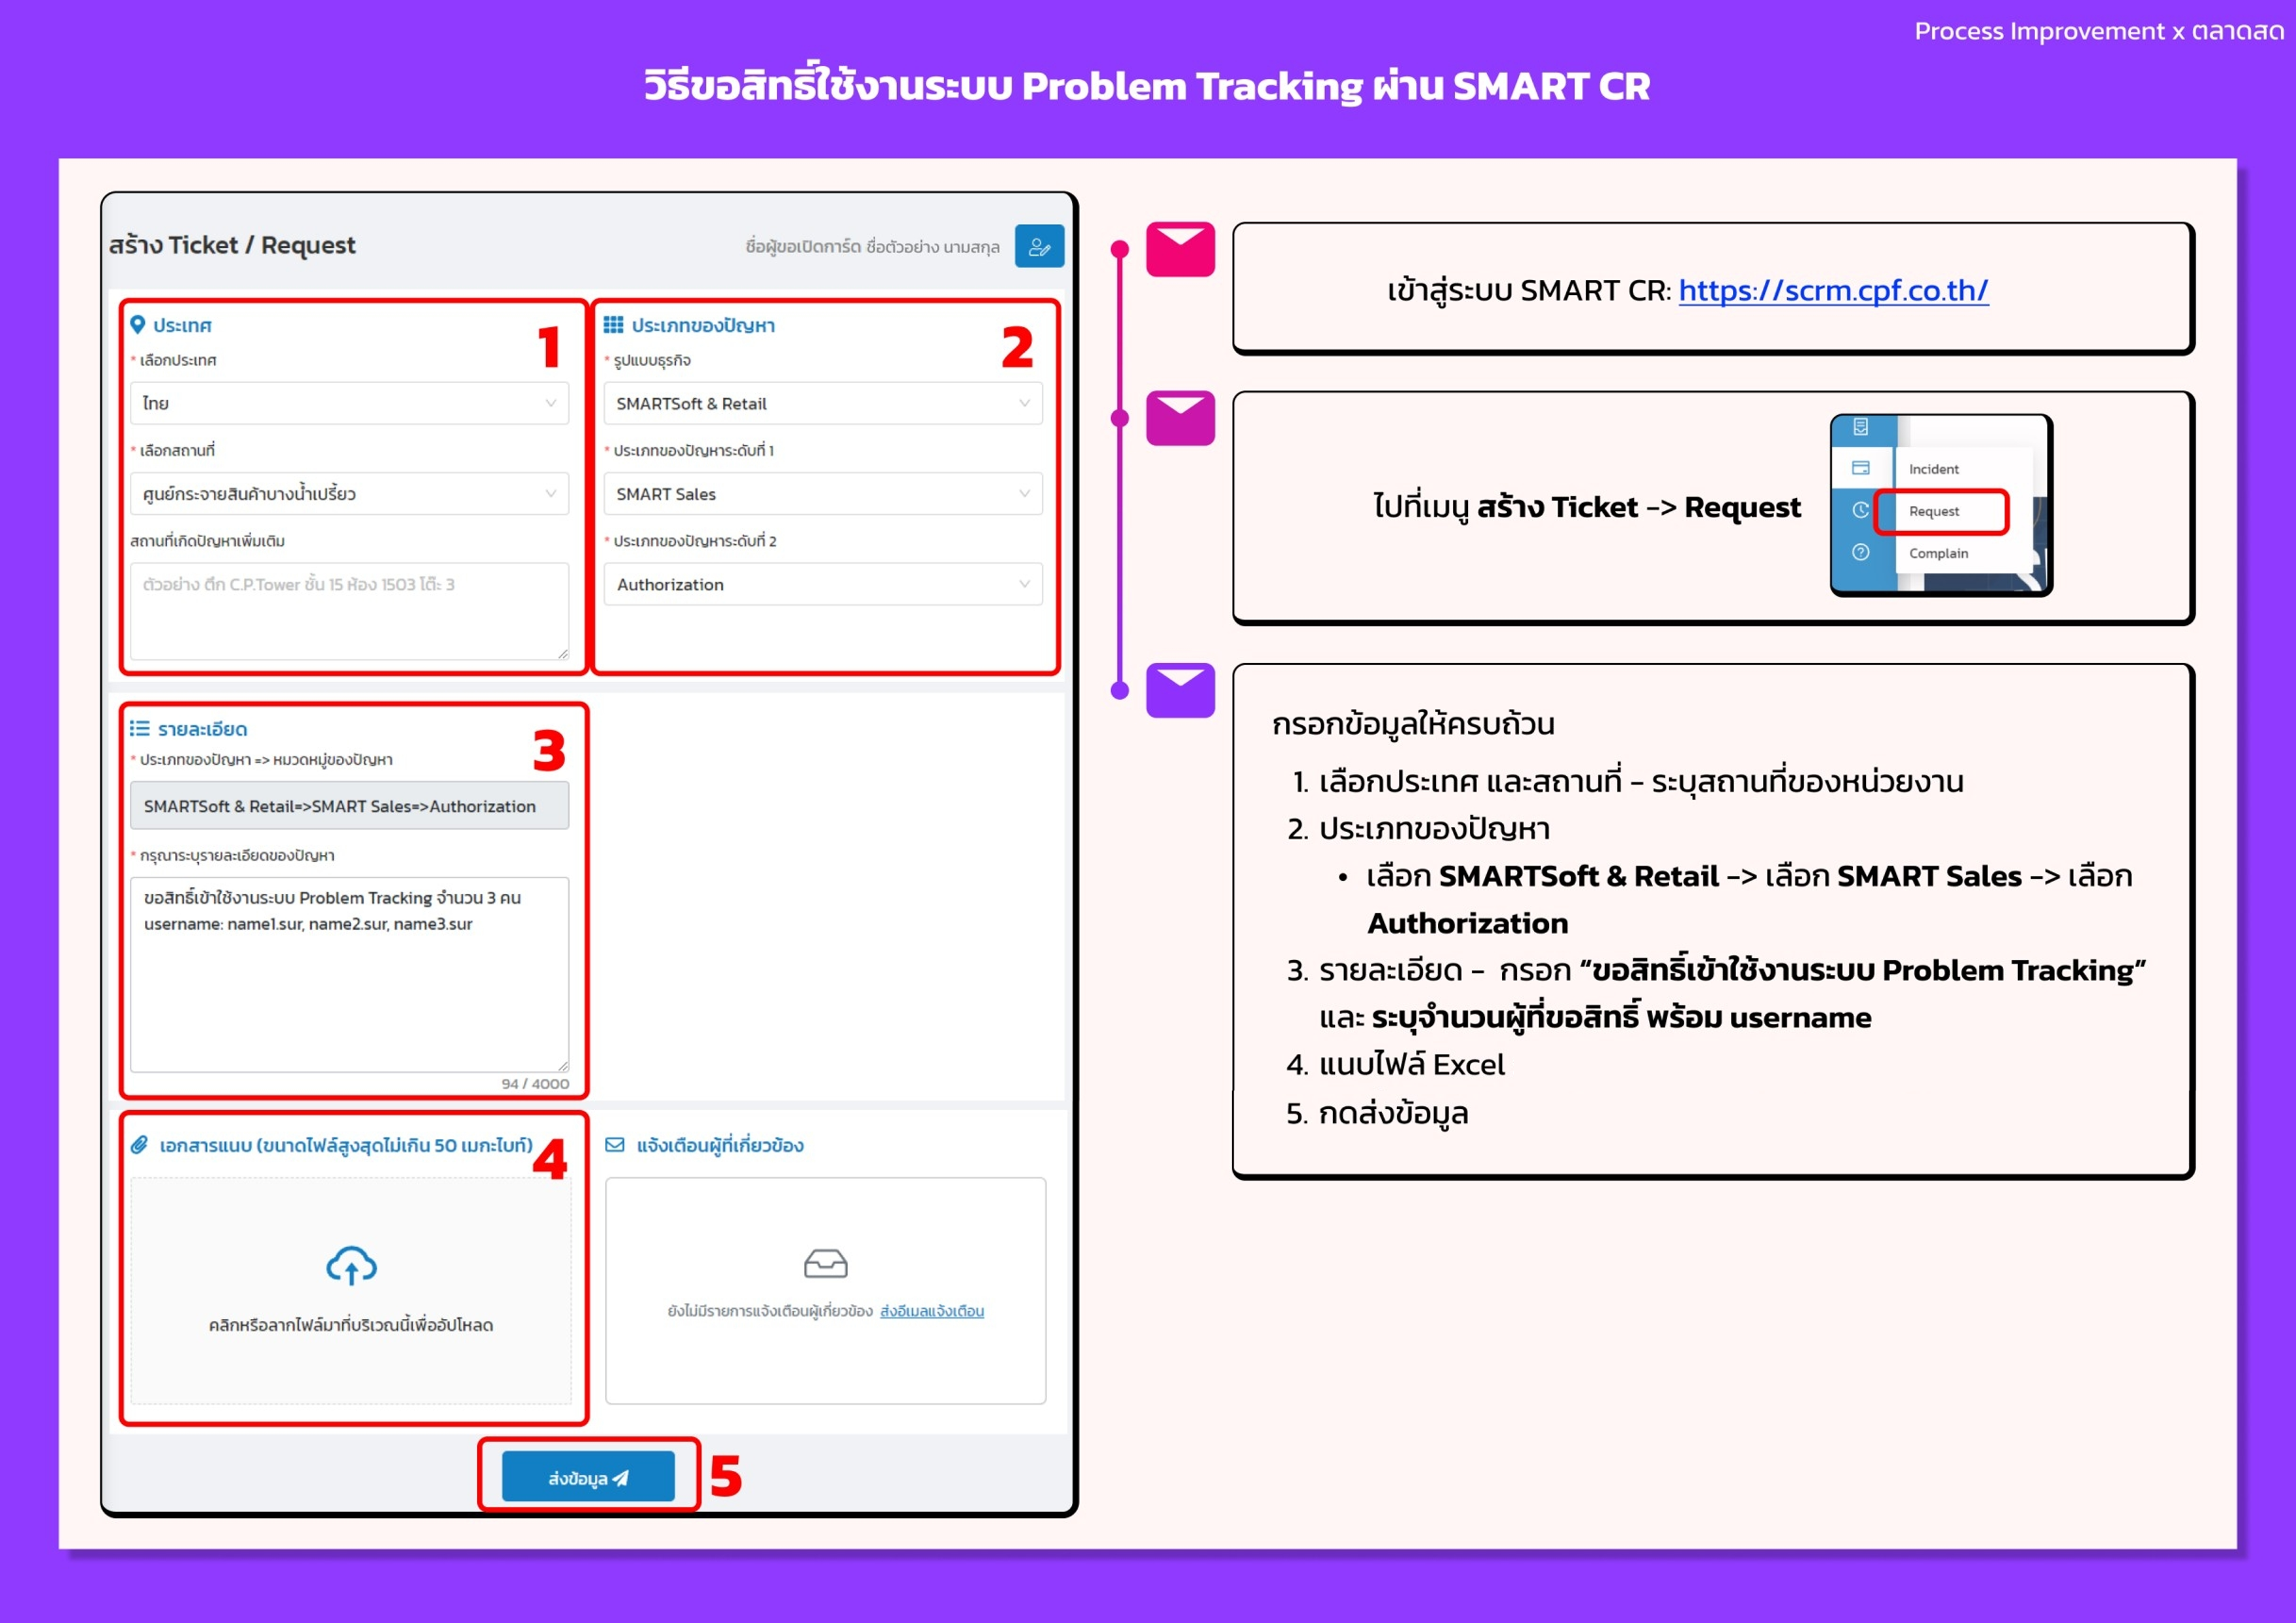 Process Improvement x ตลาดสด
วิธีขอสิทธิ์ใช้งานระบบ Problem Tracking ผ่าน SMART CR
สร้าง Ticket / Request
ชื่อผู้ขอเปิดการ์ด ชื่อตัวอย่าง นามสกุล
ประเทศ
1
* เลือกประเทศ
ไทย
* เลือกสถานที่
ศูนย์กระจายสินค้าบางน้ำเปรี้ยว
สถานที่เกิดปัญหาเพิ่มเติม
ตัวอย่าง ตึก C.P.Tower ชั้น 15 ห้อง 1503 โต๊ะ 3
ประเภทของปัญหา
2
* รูปแบบธุรกิจ
SMARTSoft & Retail
* ประเภทของปัญหาระดับที่ 1
SMART Sales
* ประเภทของปัญหาระดับที่ 2
Authorization
รายละเอียด
3
* ประเภทของปัญหา => หมวดหมู่ของปัญหา
SMARTSoft & Retail=>SMART Sales=>Authorization
* กรุณาระบุรายละเอียดของปัญหา
ขอสิทธิ์เข้าใช้งานระบบ Problem Tracking จำนวน 3 คน
username: name1.sur, name2.sur, name3.sur
94 / 4000
เอกสารแนบ (ขนาดไฟล์สูงสุดไม่เกิน 50 เมกะไบท์)
4
คลิกหรือลากไฟล์มาที่บริเวณนี้เพื่ออัปโหลด
แจ้งเตือนผู้ที่เกี่ยวข้อง
ยังไม่มีรายการแจ้งเตือนผู้เกี่ยวข้อง ส่งอีเมลแจ้งเตือน
ส่งข้อมูล
5
เข้าสู่ระบบ SMART CR: https://scrm.cpf.co.th/
ไปที่เมนู สร้าง Ticket -> Request
Incident
Request
Complain
กรอกข้อมูลให้ครบถ้วน
1. เลือกประเทศ และสถานที่ - ระบุสถานที่ของหน่วยงาน
2. ประเภทของปัญหา
• เลือก SMARTSoft & Retail -> เลือก SMART Sales -> เลือก
Authorization
3. รายละเอียด - กรอก “ขอสิทธิ์เข้าใช้งานระบบ Problem Tracking”
และ ระบุจำนวนผู้ที่ขอสิทธิ์ พร้อม username
4. แนบไฟล์ Excel
5. กดส่งข้อมูล